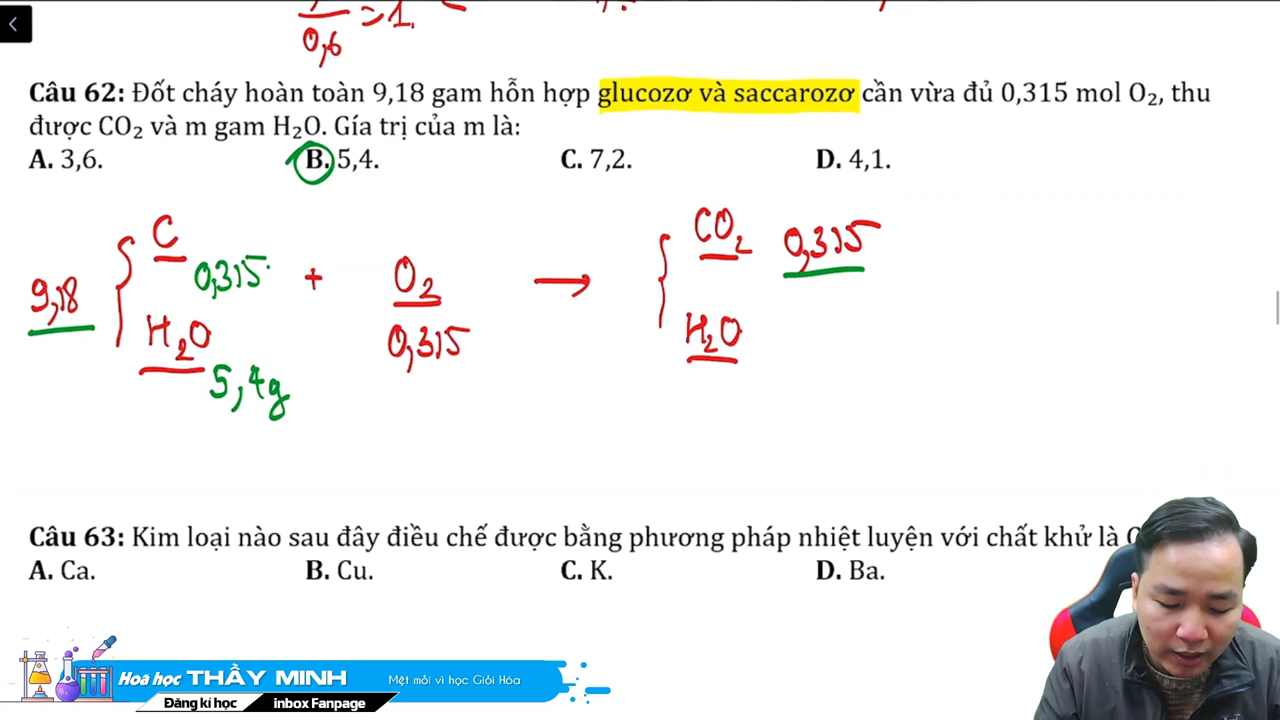 0,6 = 1.
Câu 62: Đốt cháy hoàn toàn 9,18 gam hỗn hợp glucozơ và saccarozơ cần vừa đủ 0,315 mol O₂, thu
được CO₂ và m gam H₂O. Gía trị của m là:
A. 3,6. B. 5,4. C. 7,2. D. 4,1.
C CO₂ 0,315
0,315 + O₂ →
9,18
H₂O 0,315 H₂O
5,4g
Câu 63: Kim loại nào sau đây điều chế được bằng phương pháp nhiệt luyện với chất khử là
A. Ca. B. Cu. C. K. D. Ba.
Hoá học THẦY MINH Mệt mỏi vì học Giỏi Hóa
Đăng kí học inbox Fanpage